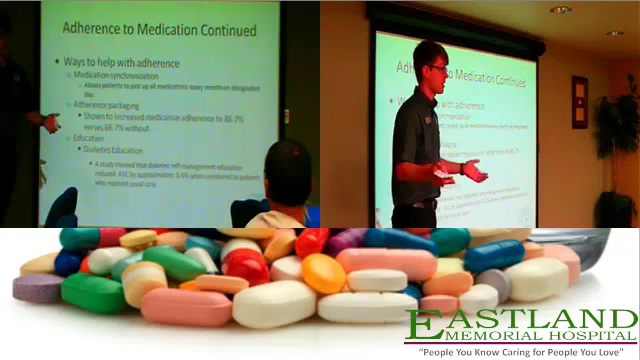 Adherence to Medication Continued
• Ways to help with adherence
○ Medication synchronization
Allows patients to pick up all medications every month on designated
day.
○ Adherence packaging
Shown to increased medication adherence to 86.7%
verses 66.7% without.
○ Education
Diabetes Education
A study showed that diabetes self management education
reduced A1C by approximately 0.6% when compared to patients
who received usual care.
to Medication Continued
with adherence
EASTLAND
MEMORIAL HOSPITAL
"People You Know Caring for People You Love"